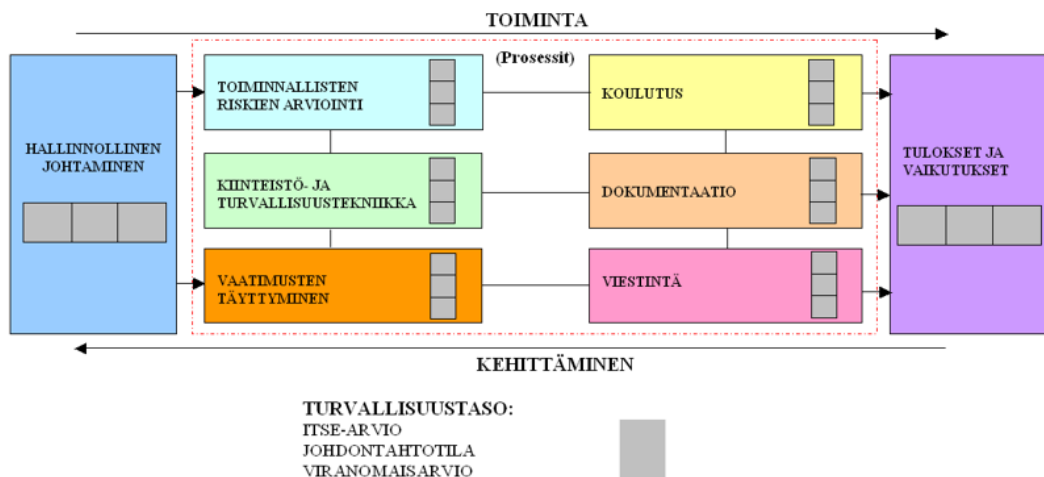 TOIMINTA
(Prosessit)
HALLINNOLLINEN
JOHTAMINEN
TOIMINNALLISTEN
RISKIEN ARVIOINTI
KOULUTUS
KIINTEISTÖ- JA
TURVALLISUUSTEKNIIKKA
DOKUMENTAATIO
VAATIMUSTEN
TÄYTTYMINEN
VIESTINTÄ
TULOKSET JA
VAIKUTUKSET
KEHITTÄMINEN
TURVALLISUUSTASO:
ITSE-ARVIO
JOHDONTAHTOTILA
VIRANOMAISARVIO